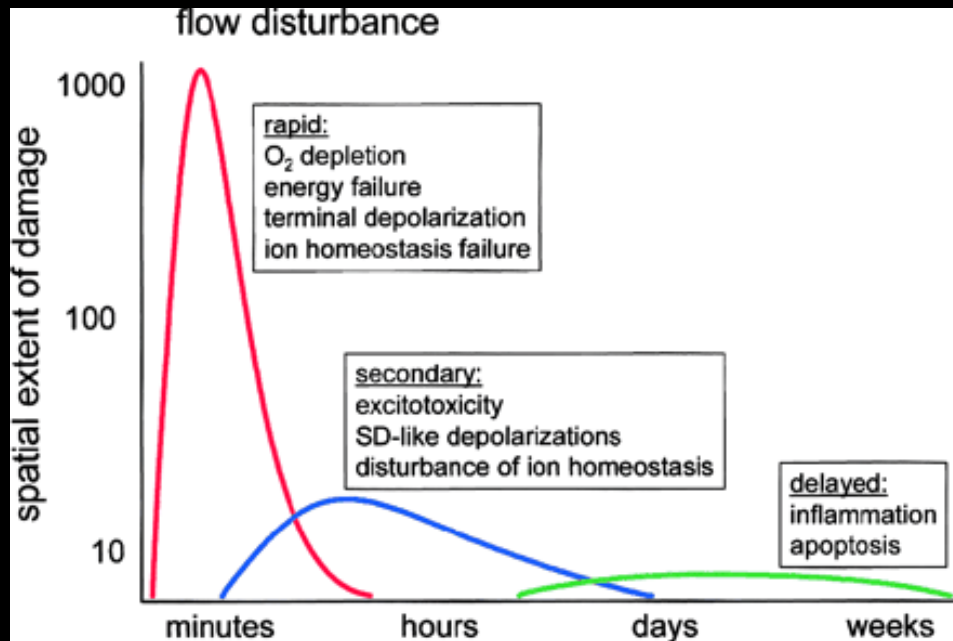 flow disturbance
1000
100
10
spatial extent of damage
rapid:
O₂ depletion
energy failure
terminal depolarization
ion homeostasis failure
secondary:
excitotoxicity
SD-like depolarizations
disturbance of ion homeostasis
delayed:
inflammation
apoptosis
minutes hours days weeks